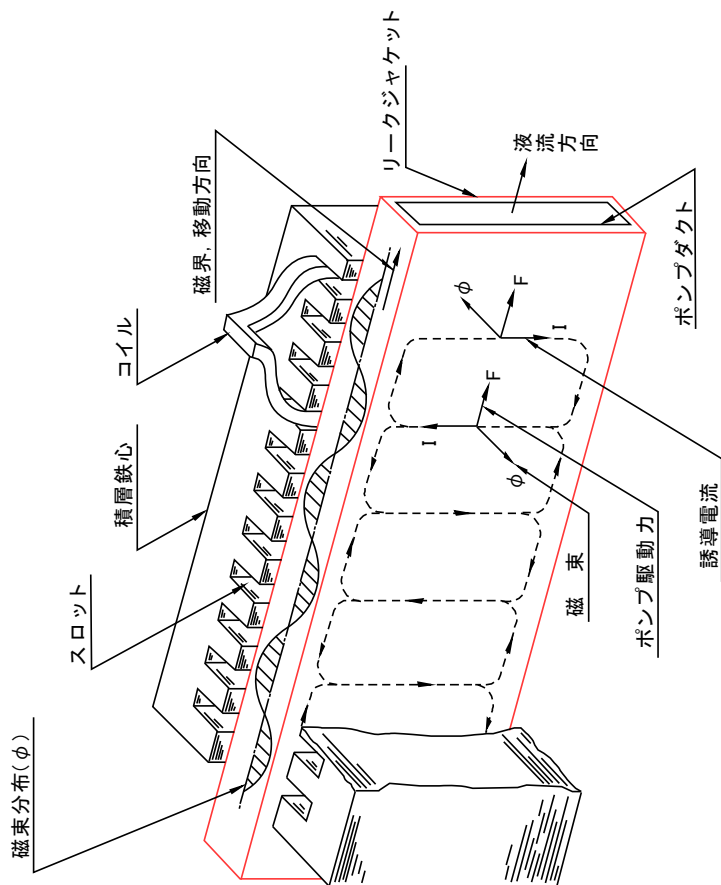 磁束分布(φ)
スロット
積層鉄心
コイル
磁界,移動方向
リークジャケット
液流
方向
ポンプダクト
φ
F
I
F
I
φ
磁束
ポンプ駆動力
誘導電流